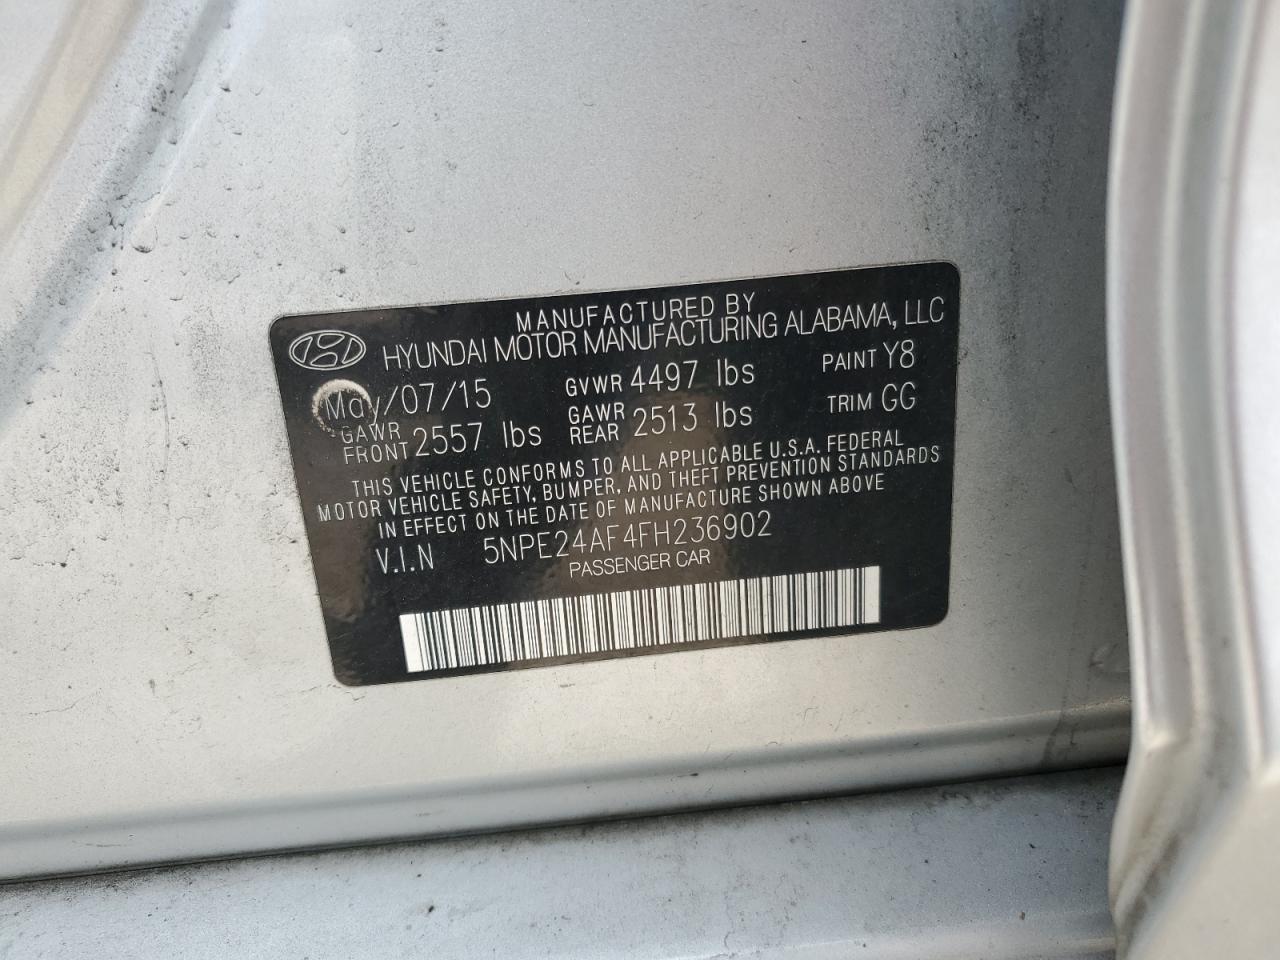 MANUFACTURED BY
HYUNDAI MOTOR MANUFACTURING ALABAMA, LLC
May/07/15 GVWR 4497 lbs PAINT Y8
GAWR FRONT 2557 lbs GAWR REAR 2513 lbs TRIM GG
THIS VEHICLE CONFORMS TO ALL APPLICABLE U.S.A. FEDERAL
MOTOR VEHICLE SAFETY, BUMPER, AND THEFT PREVENTION STANDARDS
IN EFFECT ON THE DATE OF MANUFACTURE SHOWN ABOVE
V.I.N 5NPE24AF4FH236902
PASSENGER CAR